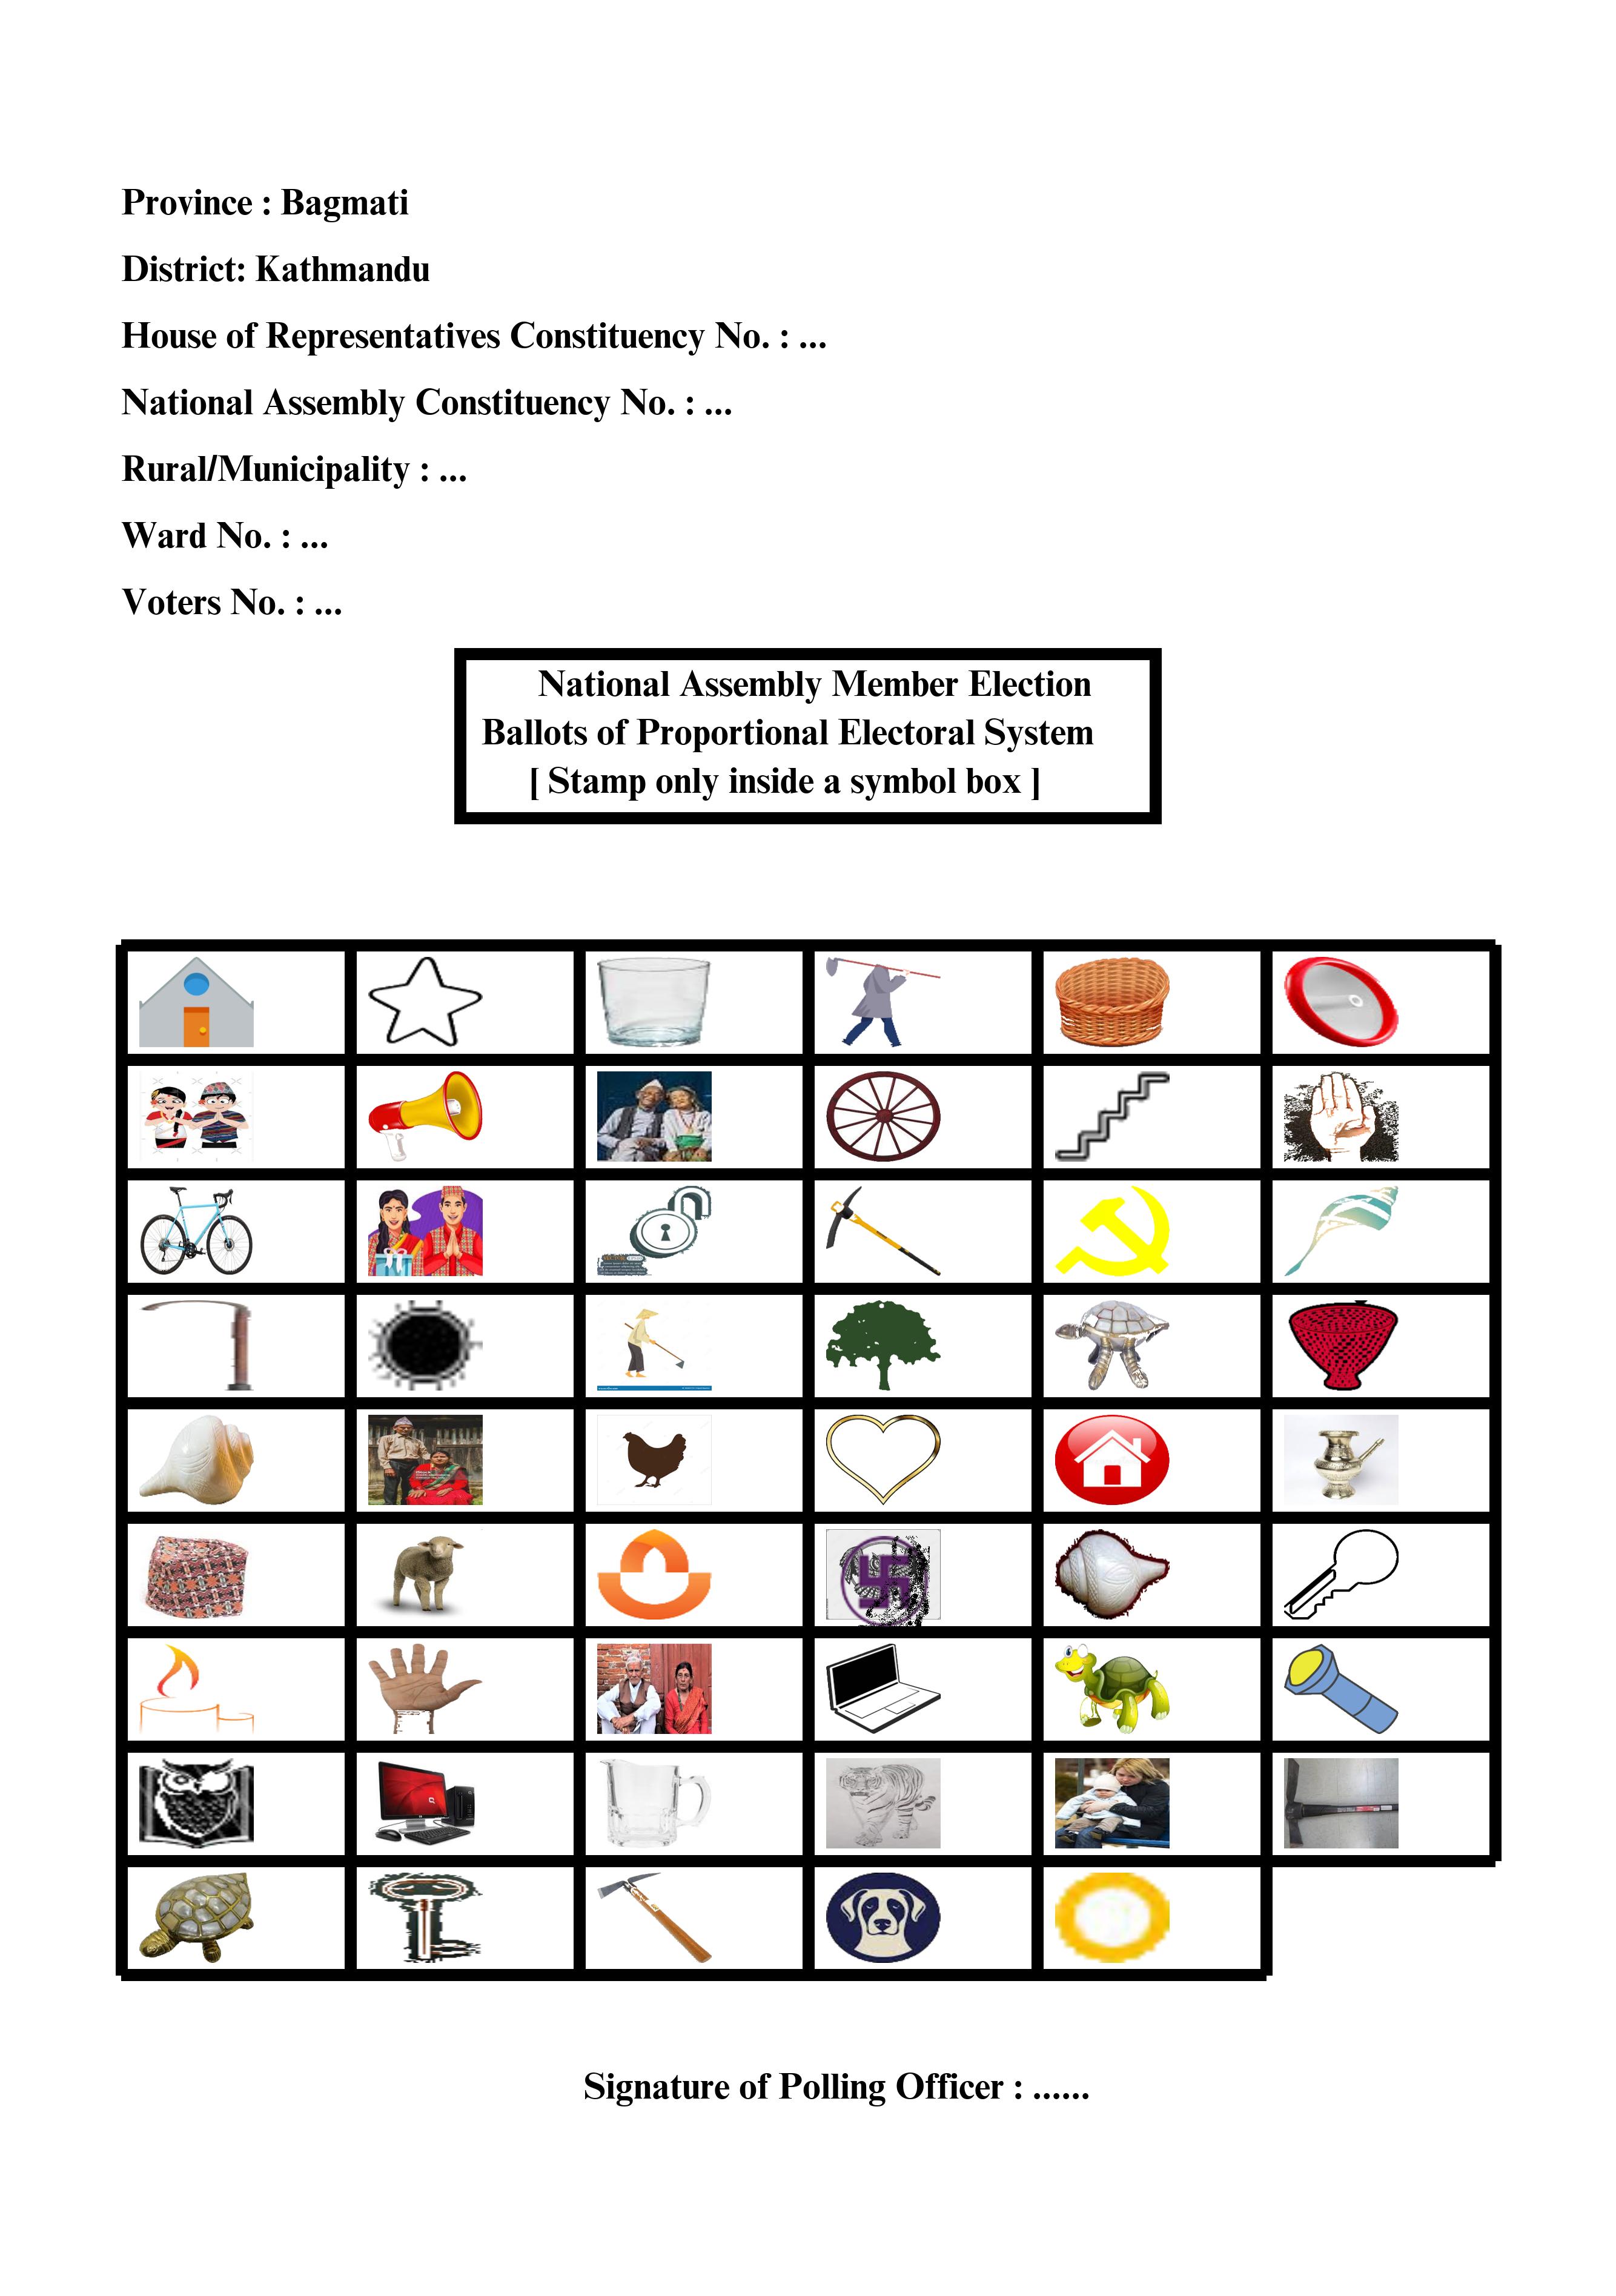 Province : Bagmati
District: Kathmandu
House of Representatives Constituency No. : ...
National Assembly Constituency No. : ...
Rural/Municipality : ...
Ward No. : ...
Voters No. : ...
National Assembly Member Election
Ballots of Proportional Electoral System
[ Stamp only inside a symbol box ]
Signature of Polling Officer : ......